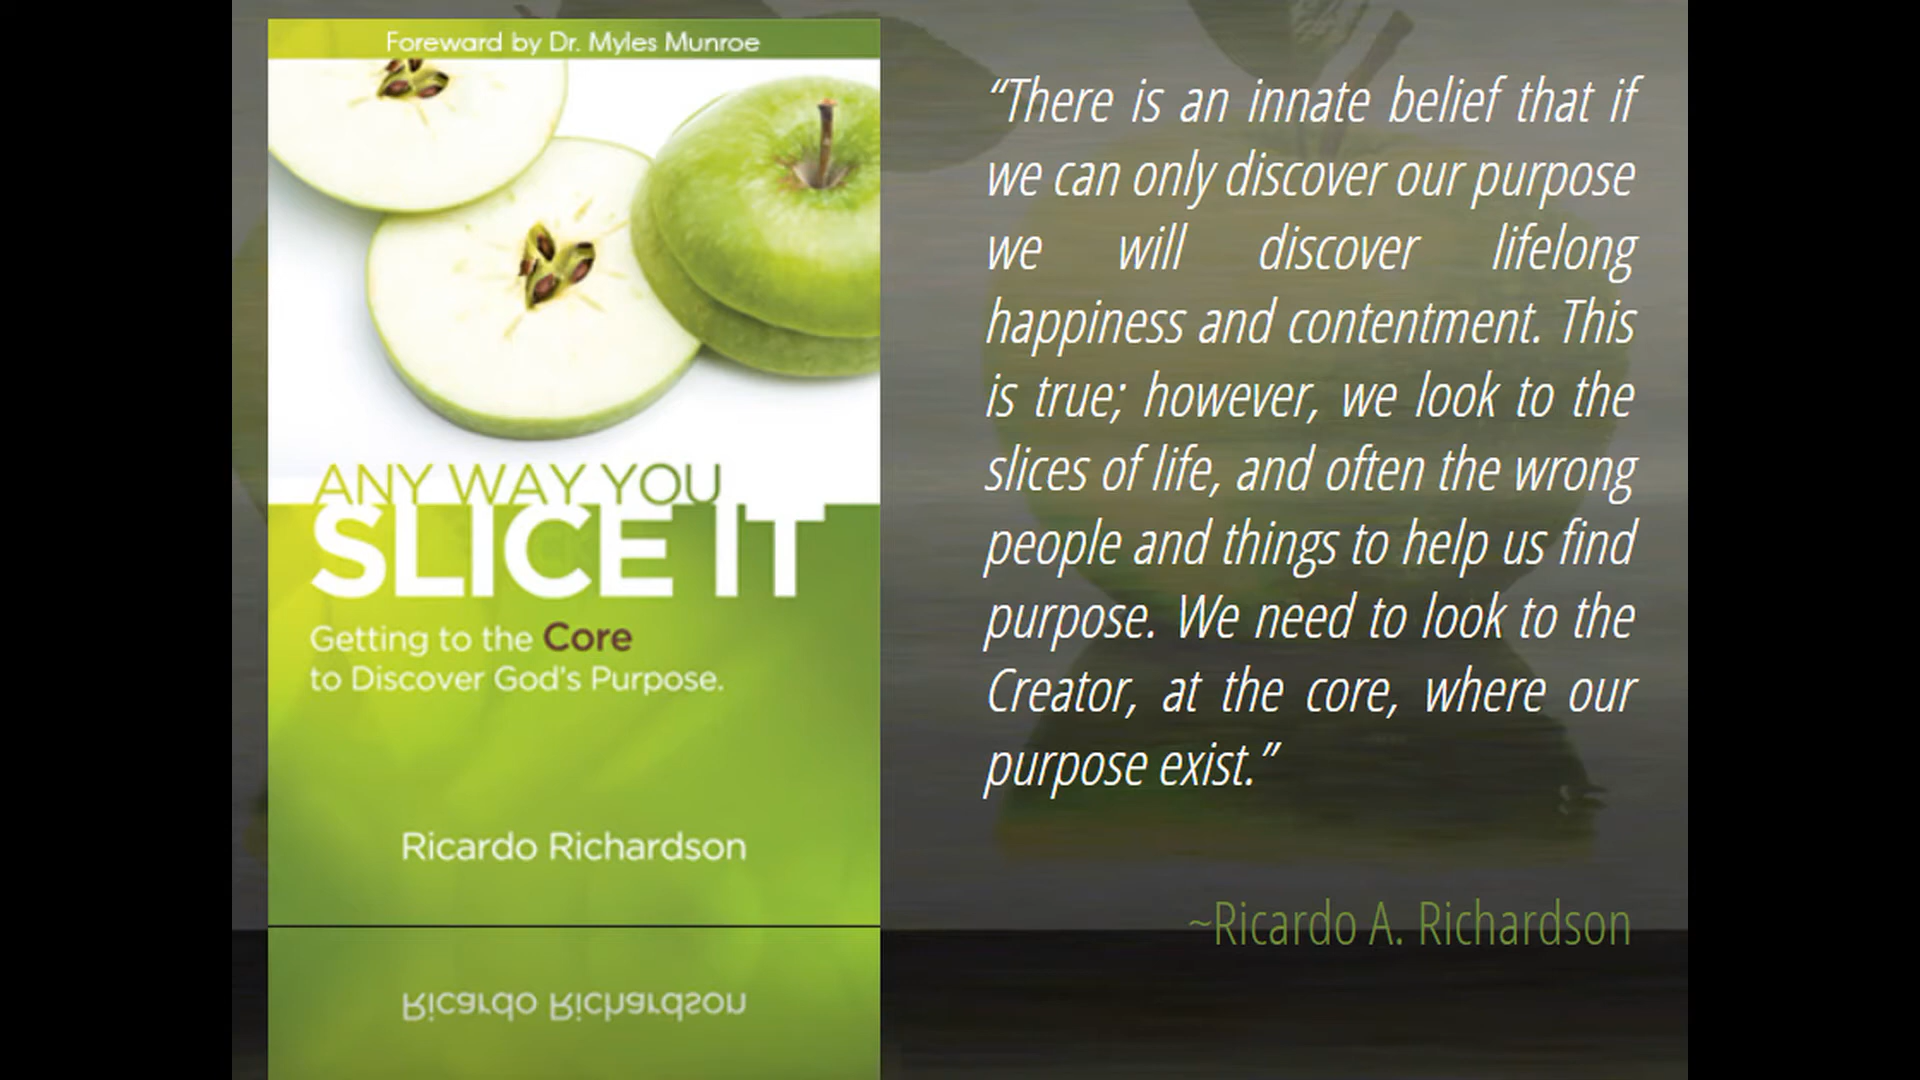 Foreward by Dr. Myles Munroe
ANY WAY YOU
SLICE IT
Getting to the Core
to Discover God's Purpose.
Ricardo Richardson
Ricardo Richardson
“There is an innate belief that if
we can only discover our purpose
we will discover lifelong
happiness and contentment. This
is true; however, we look to the
slices of life, and often the wrong
people and things to help us find
purpose. We need to look to the
Creator, at the core, where our
purpose exist.”
~Ricardo A. Richardson